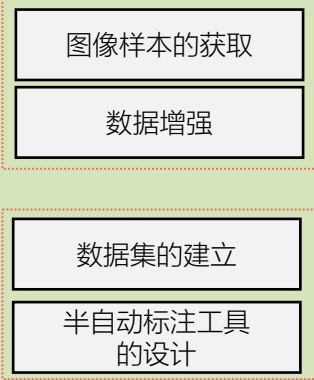 图像样本的获取
数据增强
数据集的建立
半自动标注工具
的设计